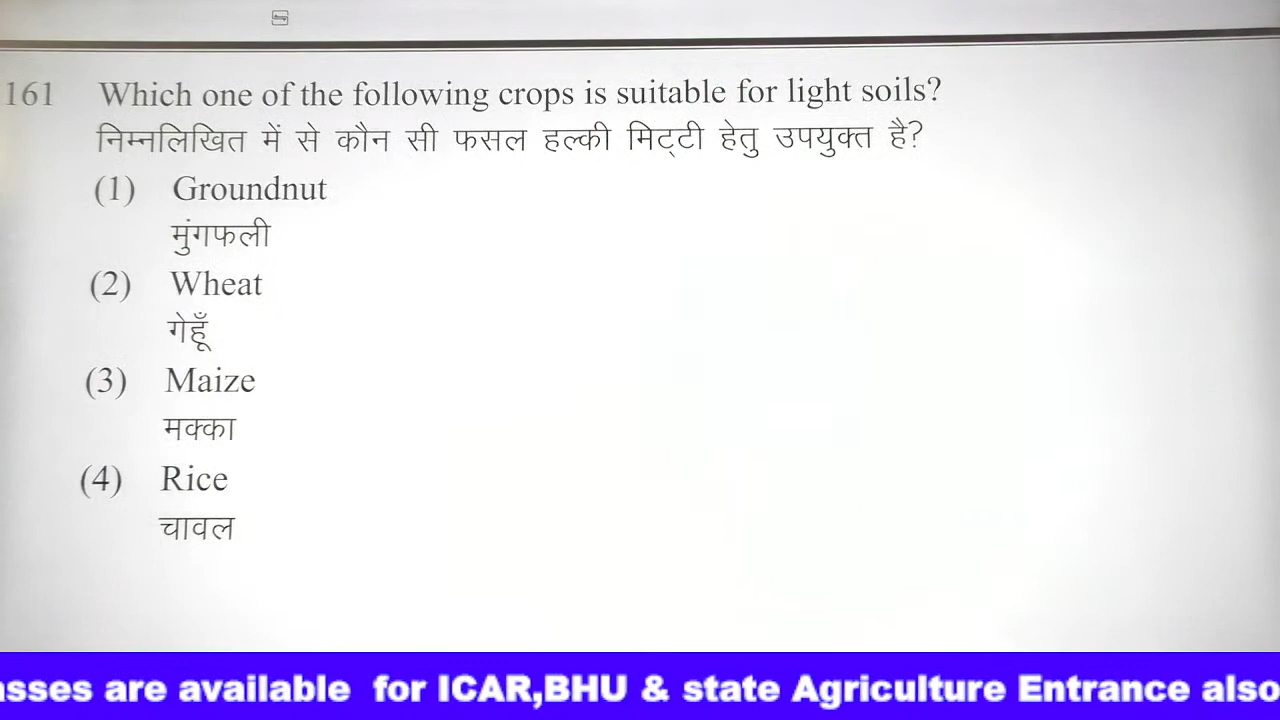 161 Which one of the following crops is suitable for light soils?
निम्नलिखित में से कौन सी फसल हल्की मिट्टी हेतु उपयुक्त है?
(1) Groundnut
मुंगफली
(2) Wheat
गेहूँ
(3) Maize
मक्का
(4) Rice
चावल
asses are available for ICAR,BHU & state Agriculture Entrance also